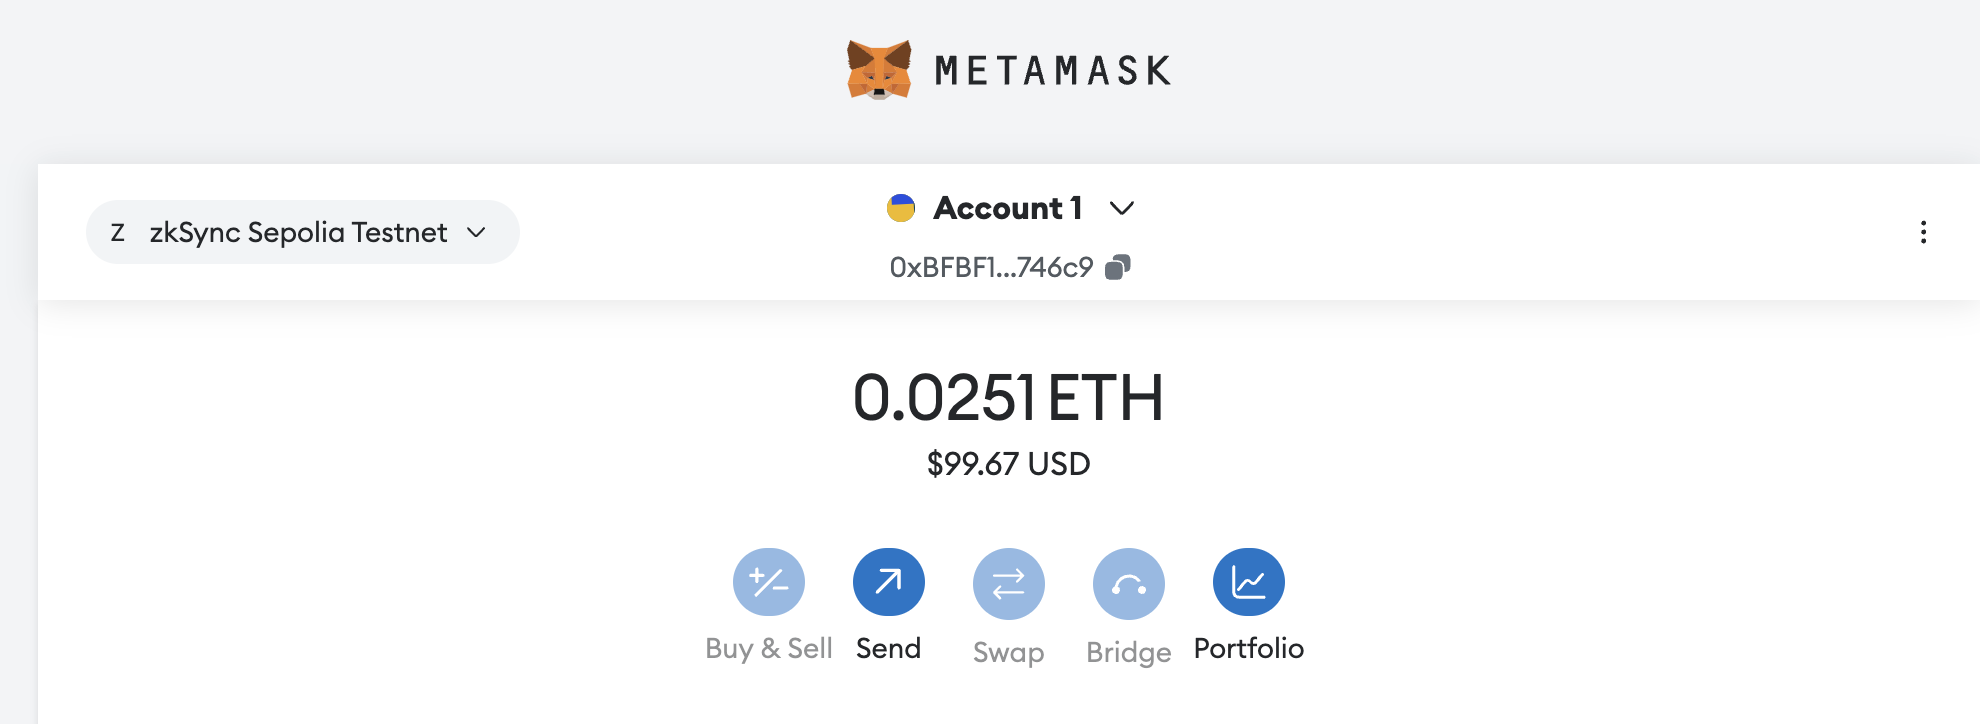 METAMASK
Z zkSync Sepolia Testnet
Account 1
0xBFBF1...746c9
0.0251 ETH
$99.67 USD
Buy & Sell Send Swap Bridge Portfolio